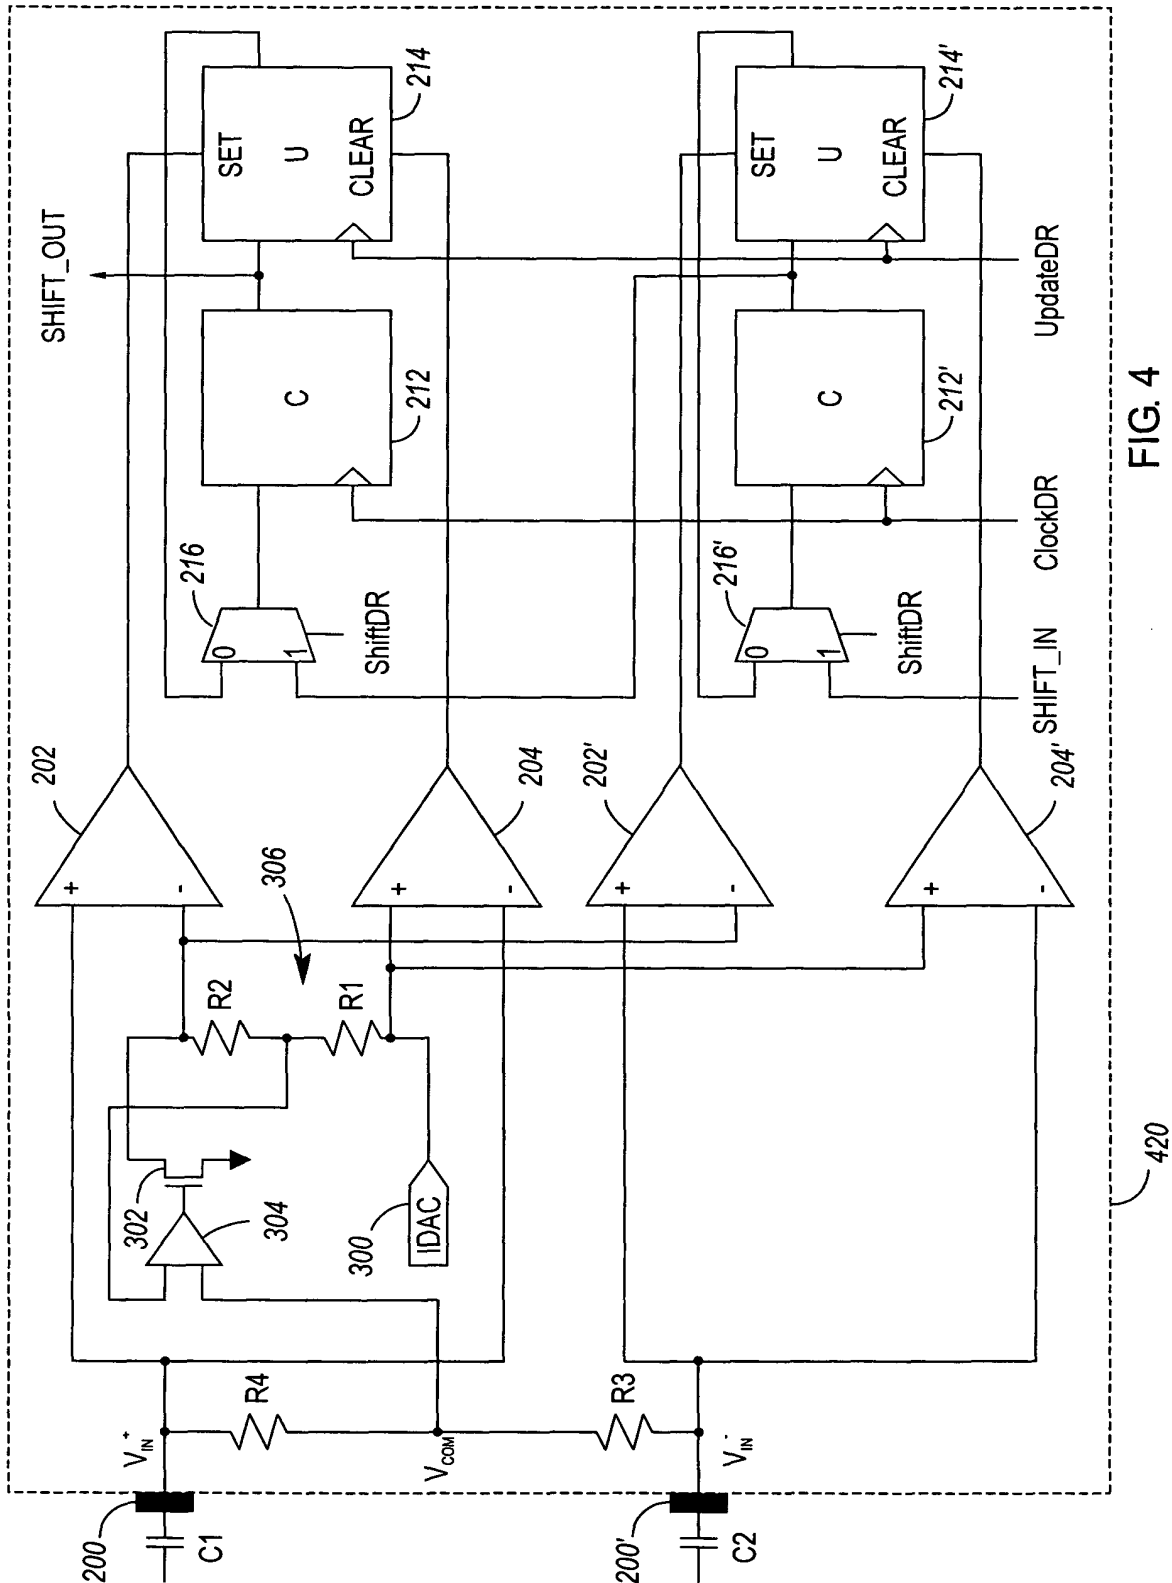 SHIFT_OUT
SET
U
CLEAR
214
C
212
216
0
1
ShiftDR
202
+
-
204
+
-
306
R2
R1
302
304
300
IDAC
V_IN+
R4
V_COM
R3
V_IN-
200
C1
200'
C2
SET
U
CLEAR
214'
C
212'
216'
0
1
ShiftDR
202'
+
-
204'
+
-
SHIFT_IN
ClockDR
UpdateDR
420
FIG. 4